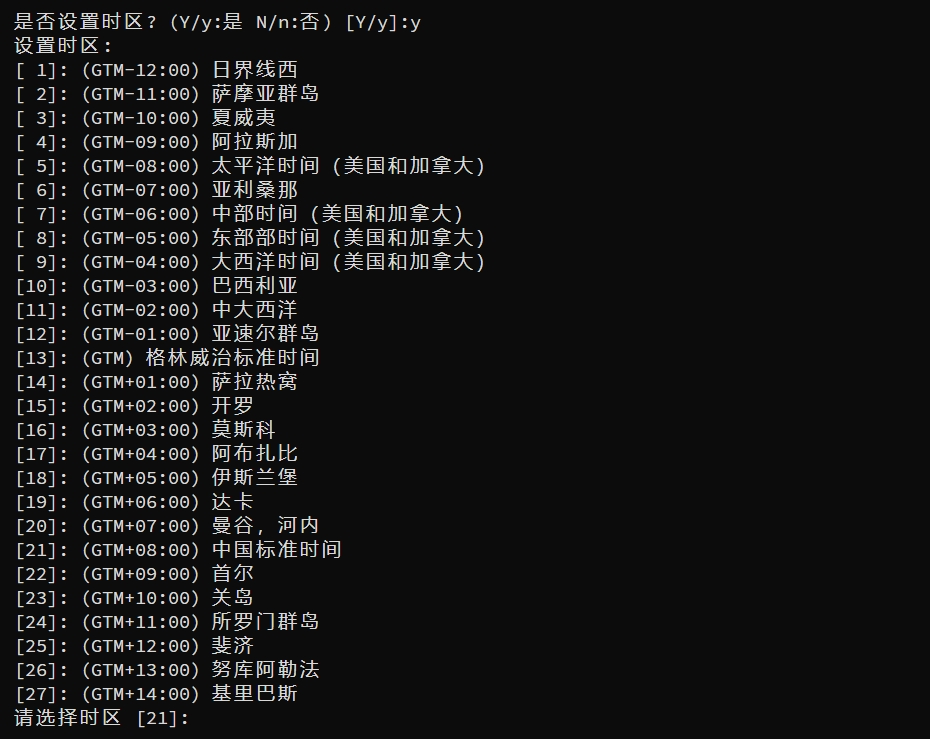 是否设置时区? (Y/y:是 N/n:否) [Y/y]:y
设置时区:
[ 1]: (GTM-12:00) 日界线西
[ 2]: (GTM-11:00) 萨摩亚群岛
[ 3]: (GTM-10:00) 夏威夷
[ 4]: (GTM-09:00) 阿拉斯加
[ 5]: (GTM-08:00) 太平洋时间 (美国和加拿大)
[ 6]: (GTM-07:00) 亚利桑那
[ 7]: (GTM-06:00) 中部时间 (美国和加拿大)
[ 8]: (GTM-05:00) 东部部时间 (美国和加拿大)
[ 9]: (GTM-04:00) 大西洋时间 (美国和加拿大)
[10]: (GTM-03:00) 巴西利亚
[11]: (GTM-02:00) 中大西洋
[12]: (GTM-01:00) 亚速尔群岛
[13]: (GTM) 格林威治标准时间
[14]: (GTM+01:00) 萨拉热窝
[15]: (GTM+02:00) 开罗
[16]: (GTM+03:00) 莫斯科
[17]: (GTM+04:00) 阿布扎比
[18]: (GTM+05:00) 伊斯兰堡
[19]: (GTM+06:00) 达卡
[20]: (GTM+07:00) 曼谷, 河内
[21]: (GTM+08:00) 中国标准时间
[22]: (GTM+09:00) 首尔
[23]: (GTM+10:00) 关岛
[24]: (GTM+11:00) 所罗门群岛
[25]: (GTM+12:00) 斐济
[26]: (GTM+13:00) 努库阿勒法
[27]: (GTM+14:00) 基里巴斯
请选择时区 [21]: